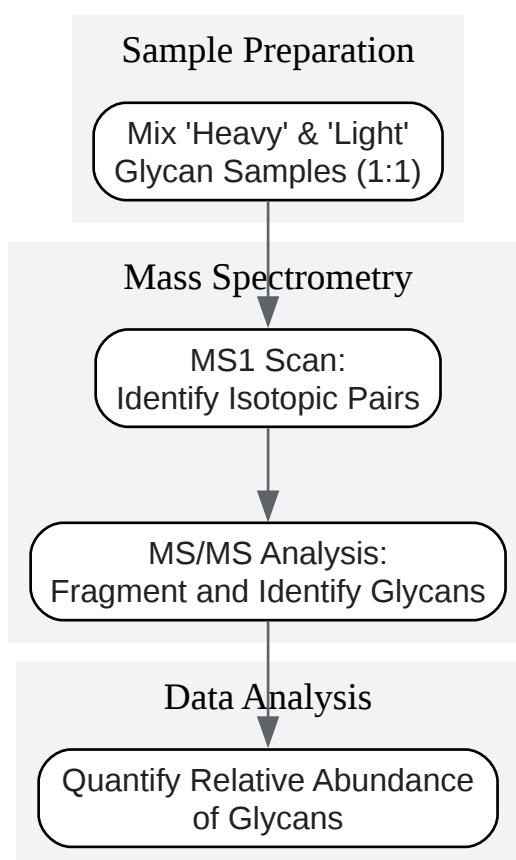 Sample Preparation
Mix 'Heavy' & 'Light'
Glycan Samples (1:1)
Mass Spectrometry
MS1 Scan:
Identify Isotopic Pairs
MS/MS Analysis:
Fragment and Identify Glycans
Data Analysis
Quantify Relative Abundance
of Glycans